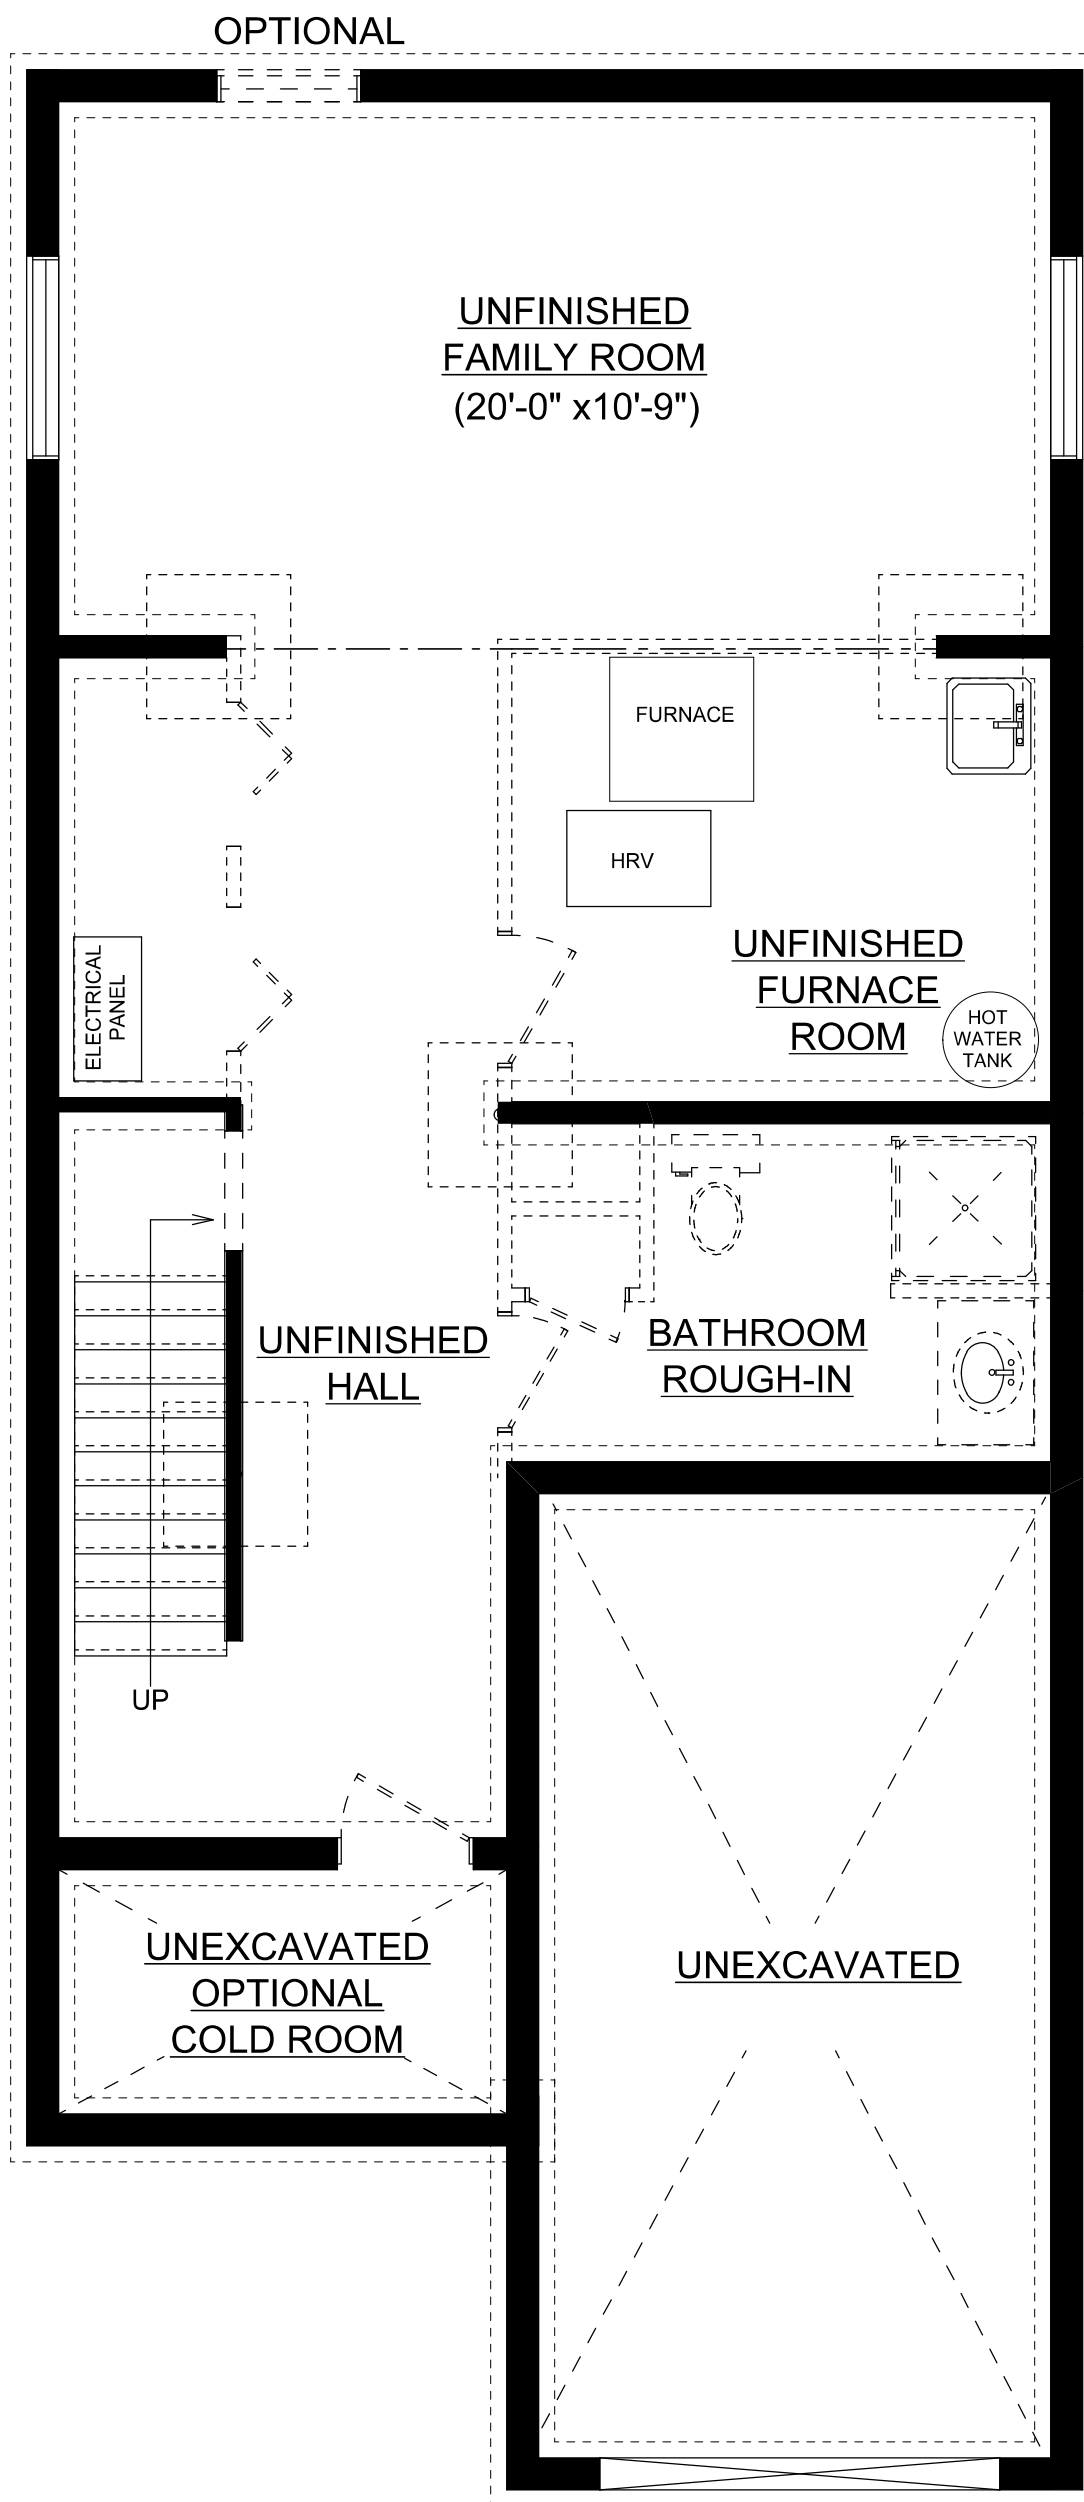 OPTIONAL
UNFINISHED
FAMILY ROOM
(20'-0" x10'-9")
FURNACE
HRV
UNFINISHED
FURNACE
ROOM
HOT
WATER
TANK
ELECTRICAL
PANEL
UNFINISHED
HALL
BATHROOM
ROUGH-IN
UP
UNEXCAVATED
OPTIONAL
COLD ROOM
UNEXCAVATED